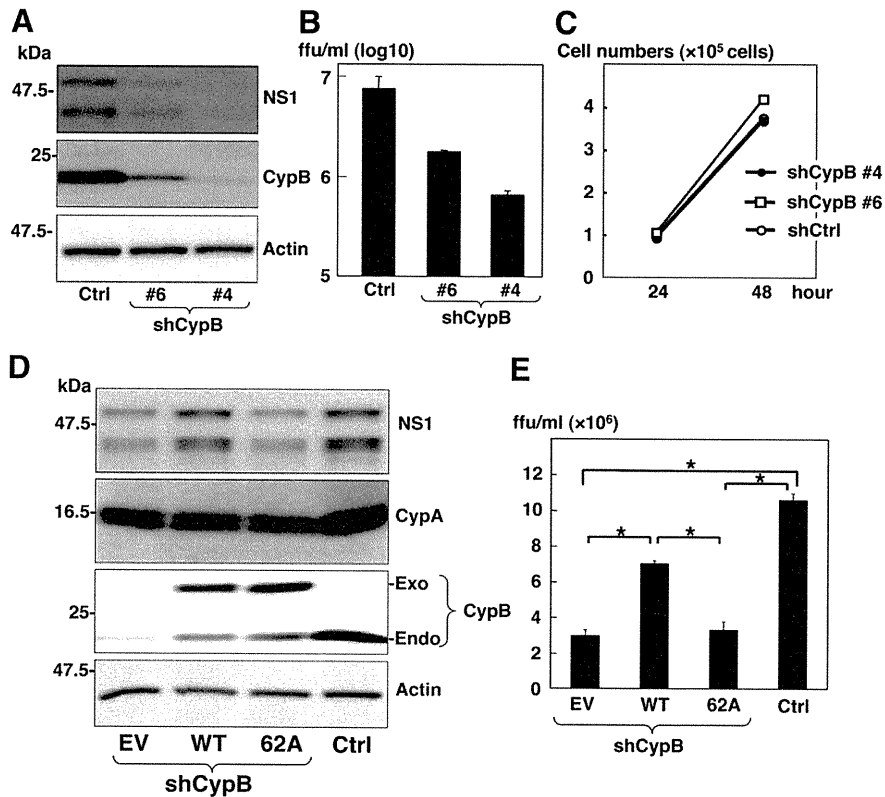 A
kDa
47.5-
NS1
25-
CypB
47.5-
Actin
Ctrl #6 #4
shCypB
B
ffu/ml (log10)
7
6
5
Ctrl #6 #4
shCypB
C
Cell numbers (×10⁵ cells)
4
3
2
1
0
24 48 hour
shCypB #4
shCypB #6
shCtrl
D
kDa
47.5-
NS1
16.5-
CypA
-Exo
25-
CypB
-Endo
47.5-
Actin
EV WT 62A Ctrl
shCypB
E
ffu/ml (×10⁶)
12
10
8
6
4
2
0
* * * *
EV WT 62A Ctrl
shCypB